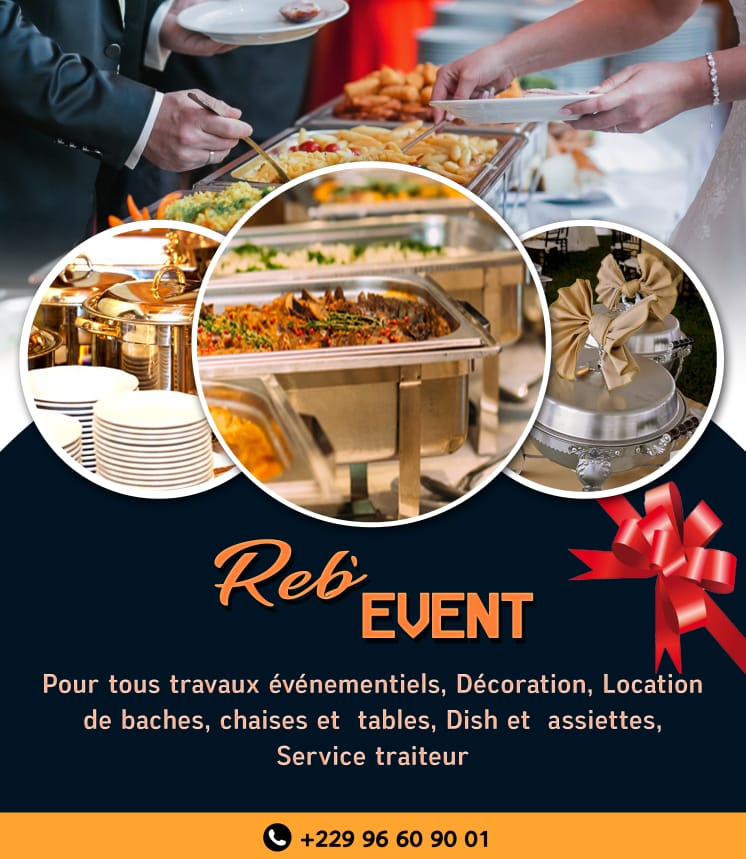 Reb'
EVENT
Pour tous travaux événementiels, Décoration, Location
de baches, chaises et tables, Dish et assiettes,
Service traiteur
+229 96 60 90 01